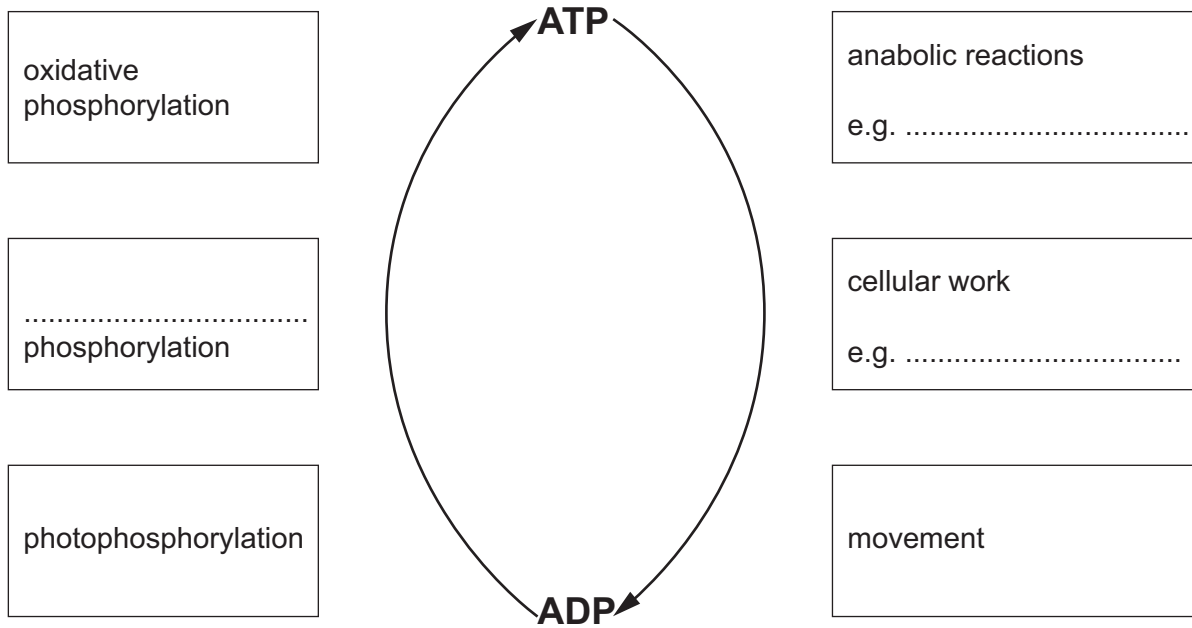 ATP
oxidative
phosphorylation
anabolic reactions
e.g. ...................................
...................................
phosphorylation
cellular work
e.g. ..................................
photophosphorylation
movement
ADP